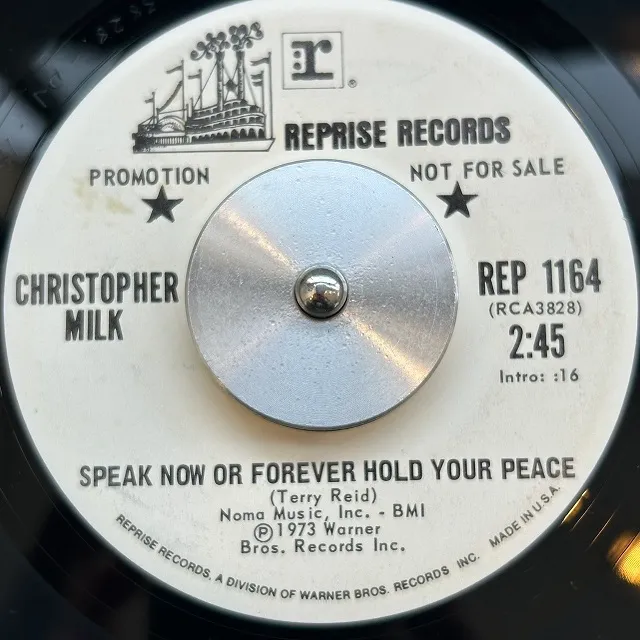 r
®
REPRISE RECORDS
PROMOTION
NOT FOR SALE
CHRISTOPHER
MILK
REP 1164
(RCA3828)
2:45
Intro: :16
SPEAK NOW OR FOREVER HOLD YOUR PEACE
(Terry Reid)
Noma Music, Inc. - BMI
Ⓟ1973 Warner
Bros. Records Inc.
REPRISE RECORDS, A DIVISION OF WARNER BROS. RECORDS INC. MADE IN U.S.A.